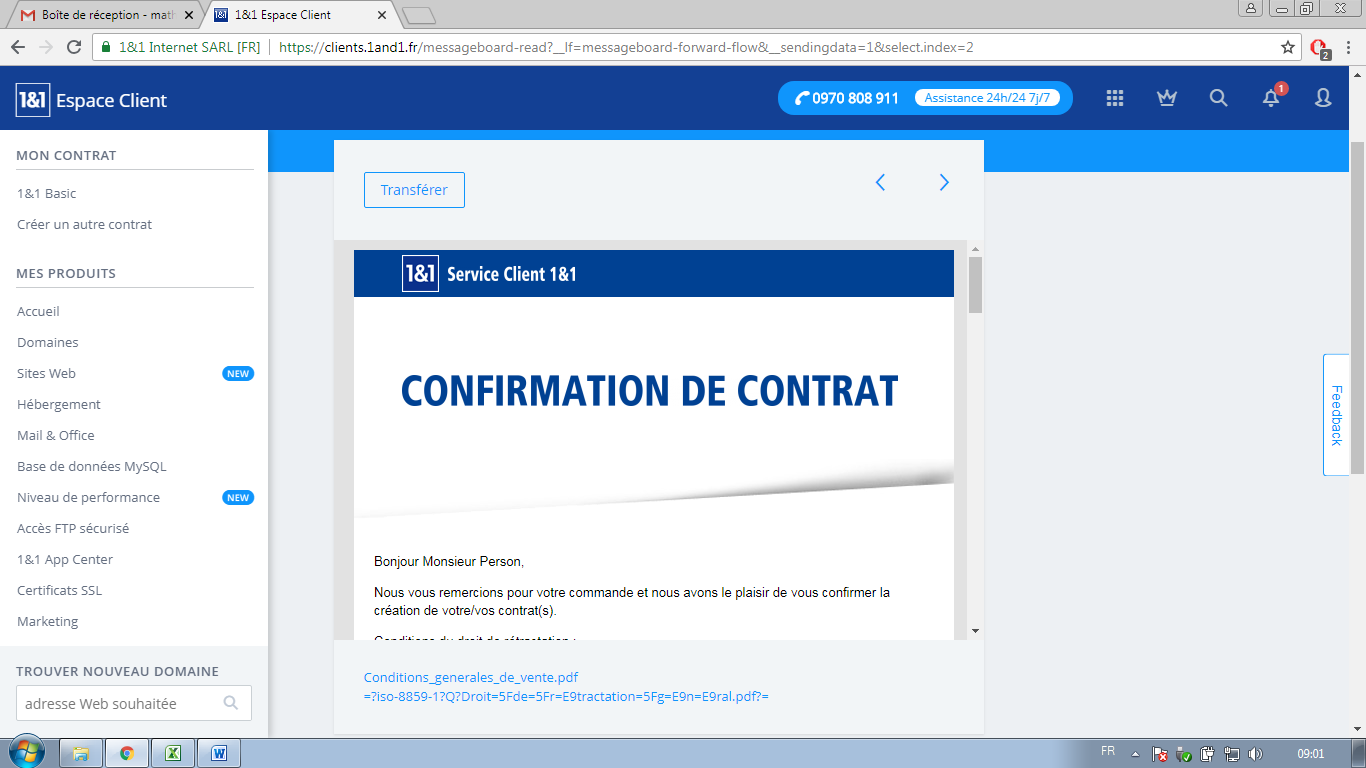 Boîte de réception - mat
1&1 Espace Client
1&1 Internet SARL [FR]
https://clients.1and1.fr/messageboard-read?__lf=messageboard-forward-flow&__sendingdata=1&select.index=2
2
1&1 Espace Client
0970 808 911
Assistance 24h/24 7j/7
1
MON CONTRAT
1&1 Basic
Créer un autre contrat
MES PRODUITS
Accueil
Domaines
Sites Web NEW
Hébergement
Mail & Office
Base de données MySQL
Niveau de performance NEW
Accès FTP sécurisé
1&1 App Center
Certificats SSL
Marketing
TROUVER NOUVEAU DOMAINE
adresse Web souhaitée
Transférer
1&1 Service Client 1&1
CONFIRMATION DE CONTRAT
Bonjour Monsieur Person,
Nous vous remercions pour votre commande et nous avons le plaisir de vous confirmer la
création de votre/vos contrat(s).
Conditions du droit de rétractation :
Conditions_generales_de_vente.pdf
=?iso-8859-1?Q?Droit=5Fde=5Fr=E9tractation=5Fg=E9n=E9ral.pdf?=
Feedback
FR
09:01